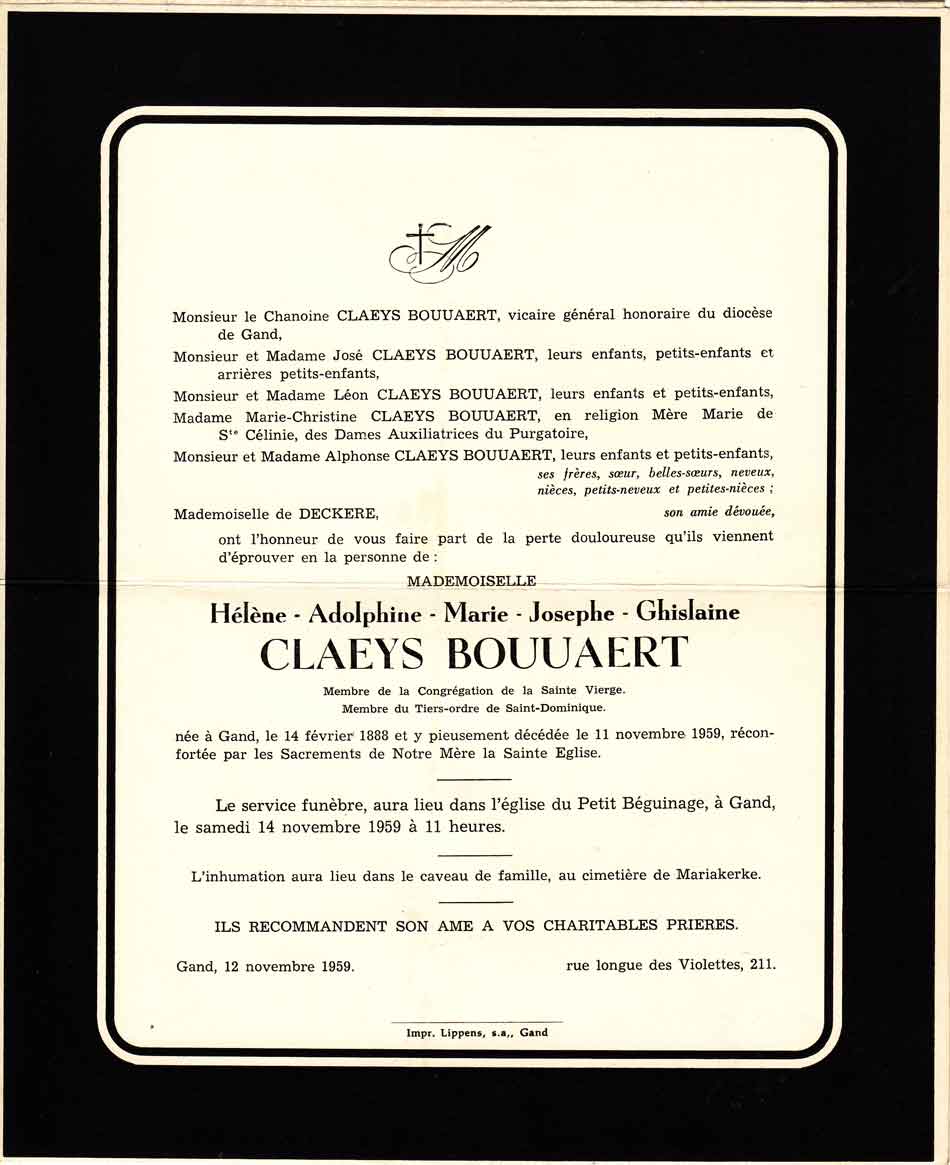 M
Monsieur le Chanoine CLAEYS BOUUAERT, vicaire général honoraire du diocèse
de Gand,
Monsieur et Madame José CLAEYS BOUUAERT, leurs enfants, petits-enfants et
arrières petits-enfants,
Monsieur et Madame Léon CLAEYS BOUUAERT, leurs enfants et petits-enfants,
Madame Marie-Christine CLAEYS BOUUAERT, en religion Mère Marie de
Ste Célinie, des Dames Auxiliatrices du Purgatoire,
Monsieur et Madame Alphonse CLAEYS BOUUAERT, leurs enfants et petits-enfants,
ses frères, sœur, belles-sœurs, neveux,
nièces, petits-neveux et petites-nièces ;
Mademoiselle de DECKERE, son amie dévouée,
ont l'honneur de vous faire part de la perte douloureuse qu'ils viennent
d'éprouver en la personne de :
MADEMOISELLE
Hélène - Adolphine - Marie - Josephe - Ghislaine
CLAEYS BOUUAERT
Membre de la Congrégation de la Sainte Vierge.
Membre du Tiers-ordre de Saint-Dominique.
née à Gand, le 14 février 1888 et y pieusement décédée le 11 novembre 1959, récon-
fortée par les Sacrements de Notre Mère la Sainte Eglise.
Le service funèbre, aura lieu dans l'église du Petit Béguinage, à Gand,
le samedi 14 novembre 1959 à 11 heures.
L'inhumation aura lieu dans le caveau de famille, au cimetière de Mariakerke.
ILS RECOMMANDENT SON AME A VOS CHARITABLES PRIERES.
Gand, 12 novembre 1959. rue longue des Violettes, 211.
Impr. Lippens, s.a,, Gand